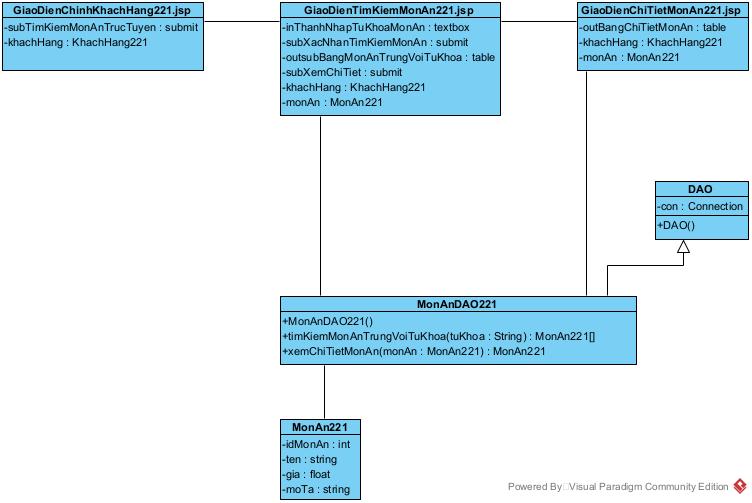 GiaoDienChinhKhachHang221.jsp
-subTimKiemMonAnTrucTuyen : submit
-khachHang : KhachHang221
GiaoDienTimKiemMonAn221.jsp
-inThanhNhapTuKhoaMonAn : textbox
-subXacNhanTimKiemMonAn : submit
-outsubBangMonAnTrungVoiTuKhoa : table
-subXemChiTiet : submit
-khachHang : KhachHang221
-monAn : MonAn221
GiaoDienChiTietMonAn221.jsp
-outBangChiTietMonAn : table
-khachHang : KhachHang221
-monAn : MonAn221
DAO
-con : Connection
+DAO()
MonAnDAO221
+MonAnDAO221()
+timKiemMonAnTrungVoiTuKhoa(tuKhoa : String) : MonAn221[]
+xemChiTietMonAn(monAn : MonAn221) : MonAn221
MonAn221
-idMonAn : int
-ten : string
-gia : float
-moTa : string
Powered By Visual Paradigm Community Edition